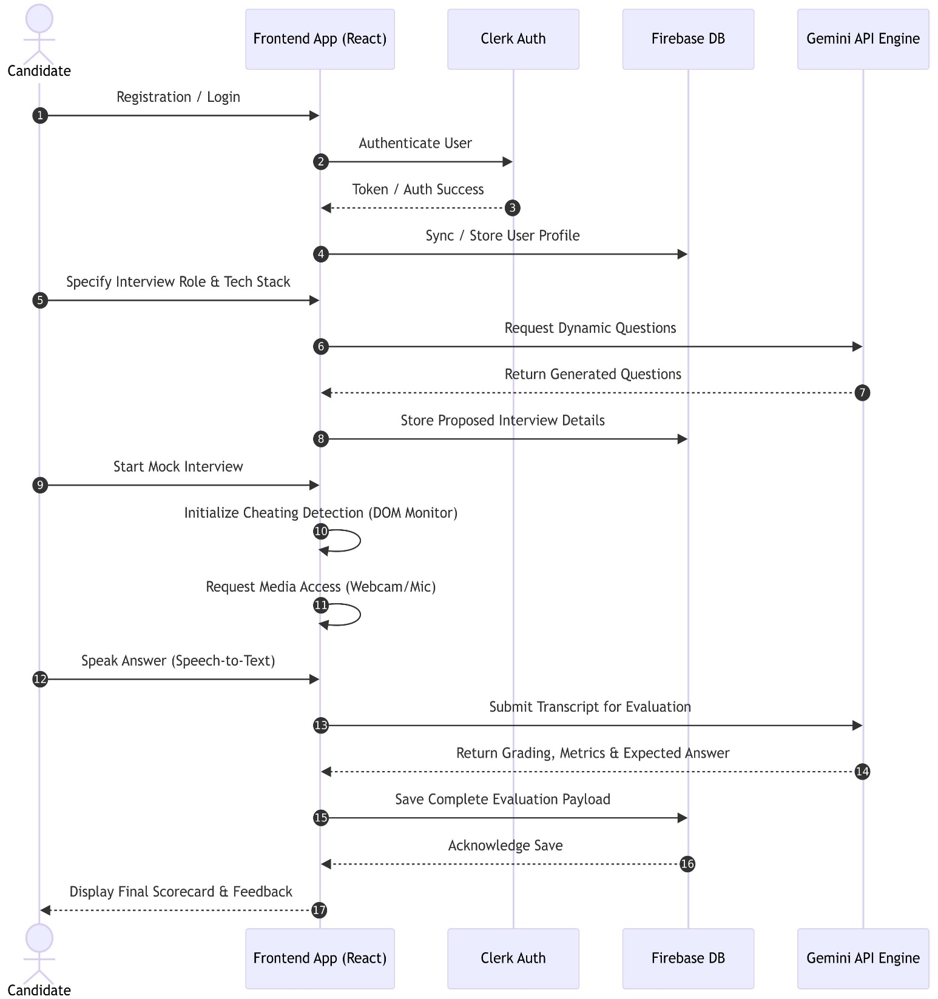 Frontend App (React)
Clerk Auth
Firebase DB
Gemini API Engine
Candidate
Registration / Login
1
Authenticate User
2
Token / Auth Success
3
Sync / Store User Profile
4
Specify Interview Role & Tech Stack
5
Request Dynamic Questions
6
Return Generated Questions
7
Store Proposed Interview Details
8
Start Mock Interview
9
Initialize Cheating Detection (DOM Monitor)
10
Request Media Access (Webcam/Mic)
11
Speak Answer (Speech-to-Text)
12
Submit Transcript for Evaluation
13
Return Grading, Metrics & Expected Answer
14
Save Complete Evaluation Payload
15
Acknowledge Save
16
Display Final Scorecard & Feedback
17
Frontend App (React)
Clerk Auth
Firebase DB
Gemini API Engine
Candidate